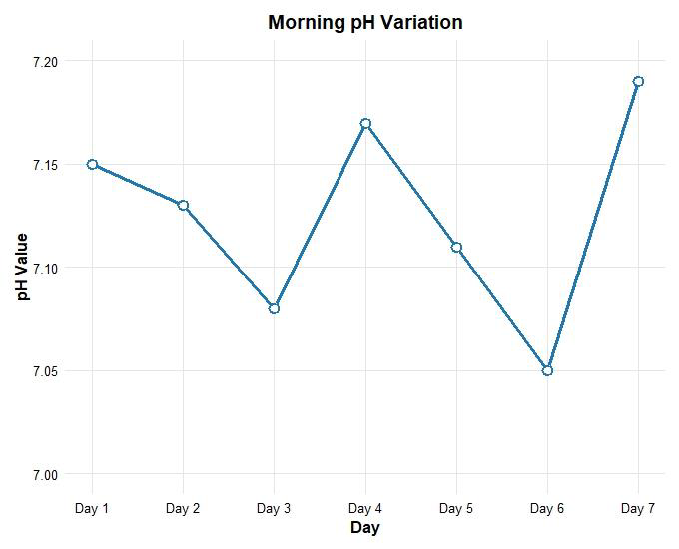 Morning pH Variation
pH Value
7.20
7.15
7.10
7.05
7.00
Day 1 Day 2 Day 3 Day 4 Day 5 Day 6 Day 7
Day